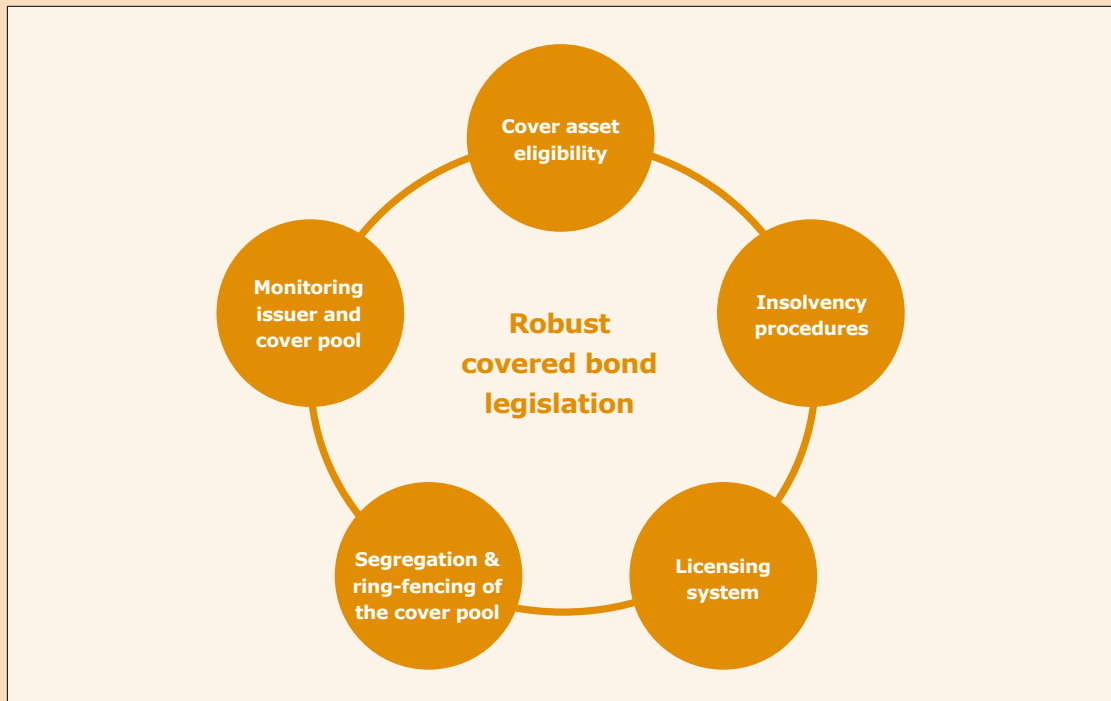 Cover asset
eligibility
Monitoring
issuer and
cover pool
Insolvency
procedures
Robust
covered bond
legislation
Segregation &
ring-fencing of
the cover pool
Licensing
system